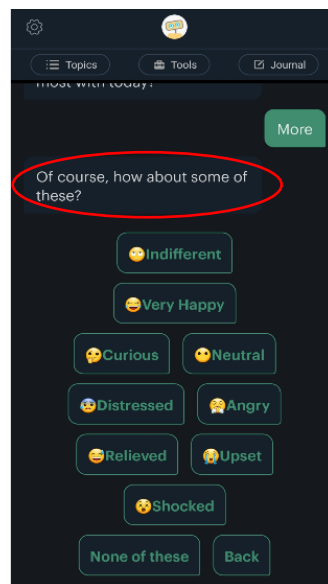 Topics
Tools
Journal
most with today?
More
Of course, how about some of
these?
Indifferent
Very Happy
Curious
Neutral
Distressed
Angry
Relieved
Upset
Shocked
None of these
Back